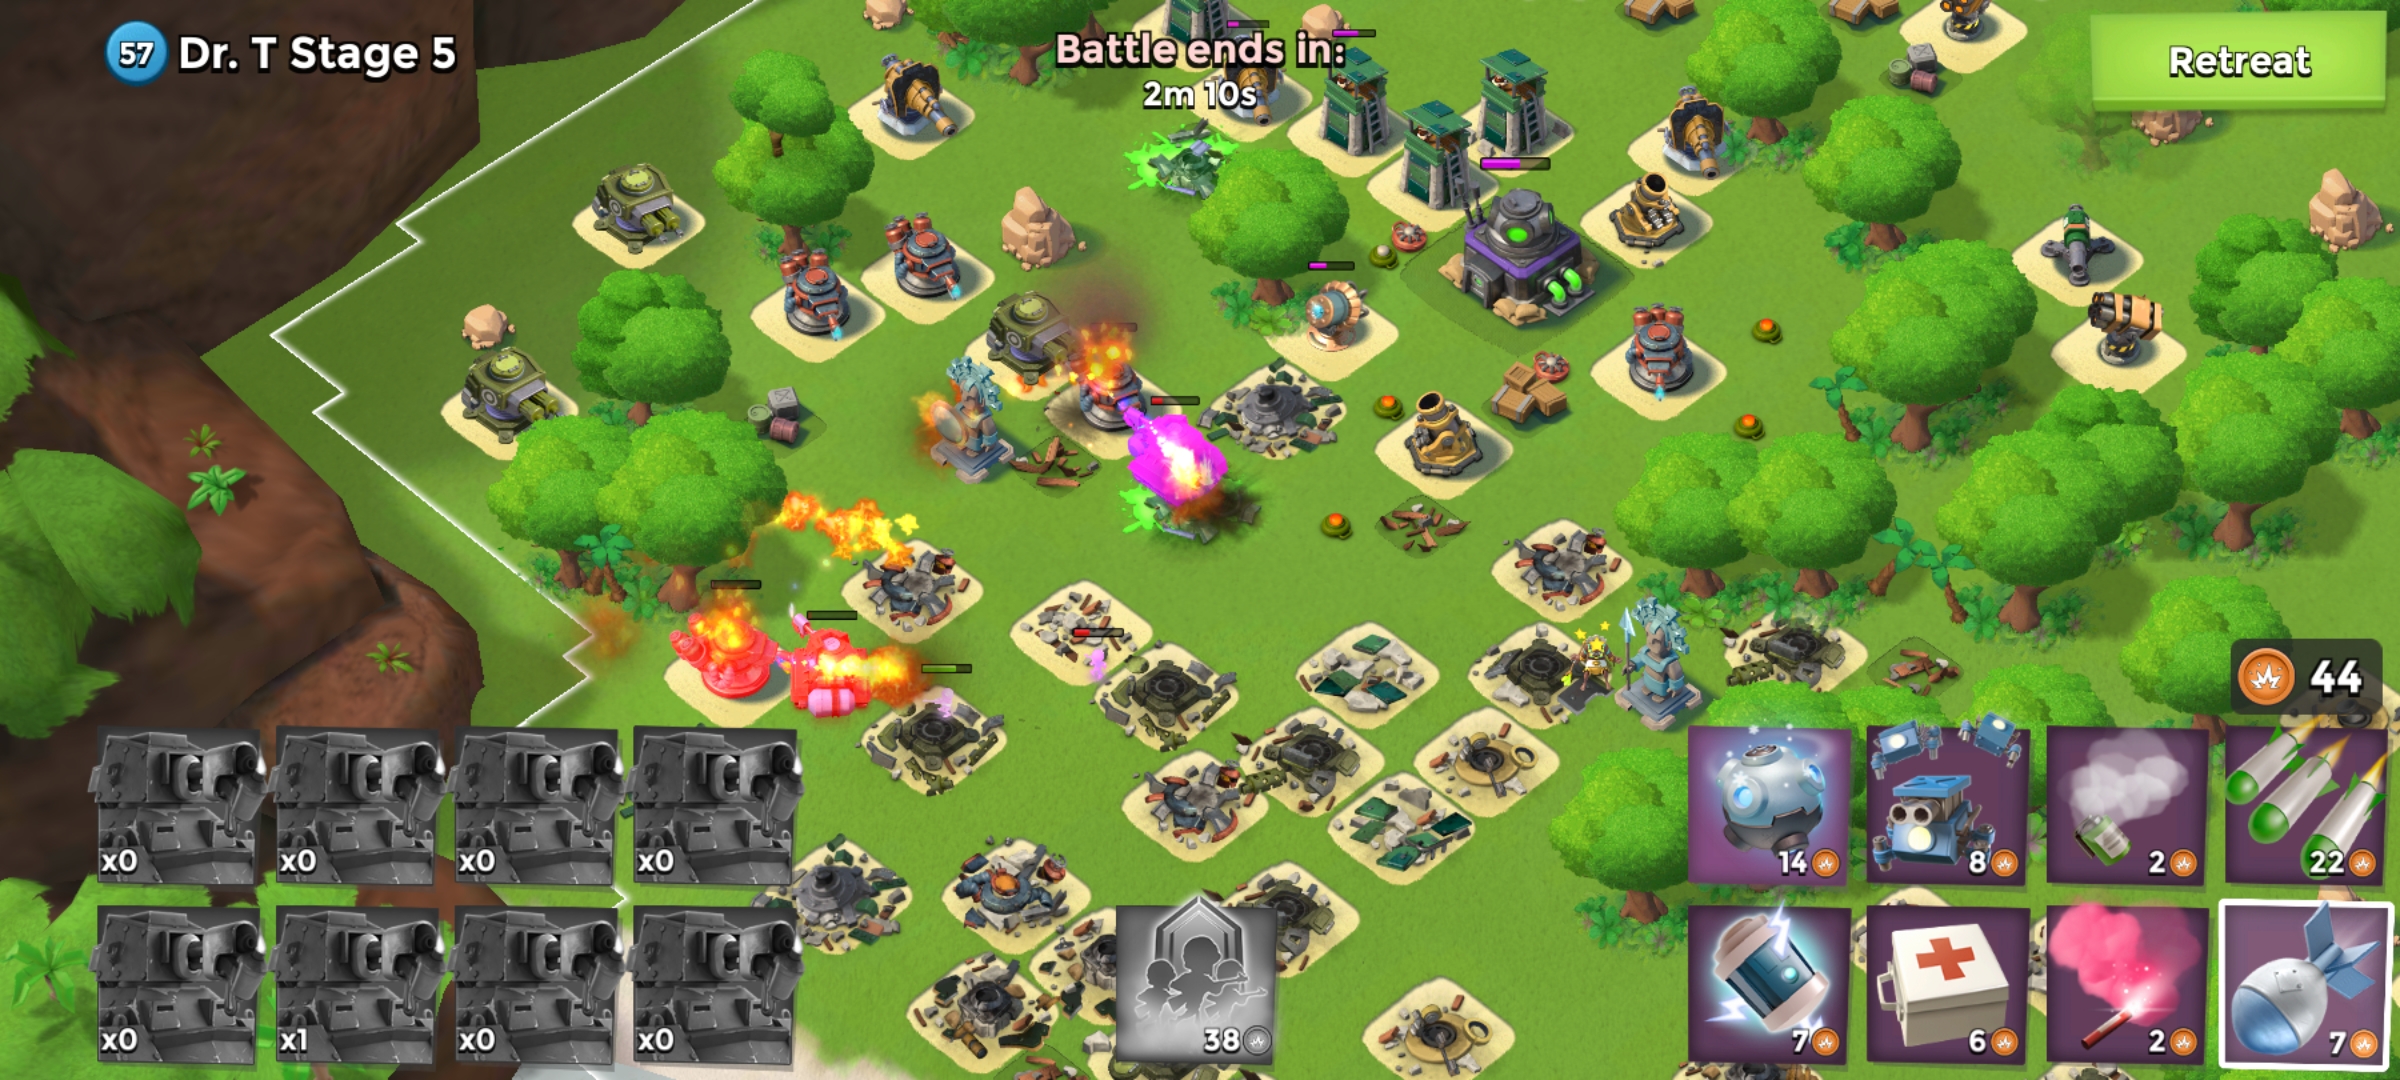 57 Dr. T Stage 5
Battle ends in:
2m 10s
Retreat
44
x0 x0 x0 x0
14 8 2 22
x0 x1 x0 x0
38
7 6 2 7